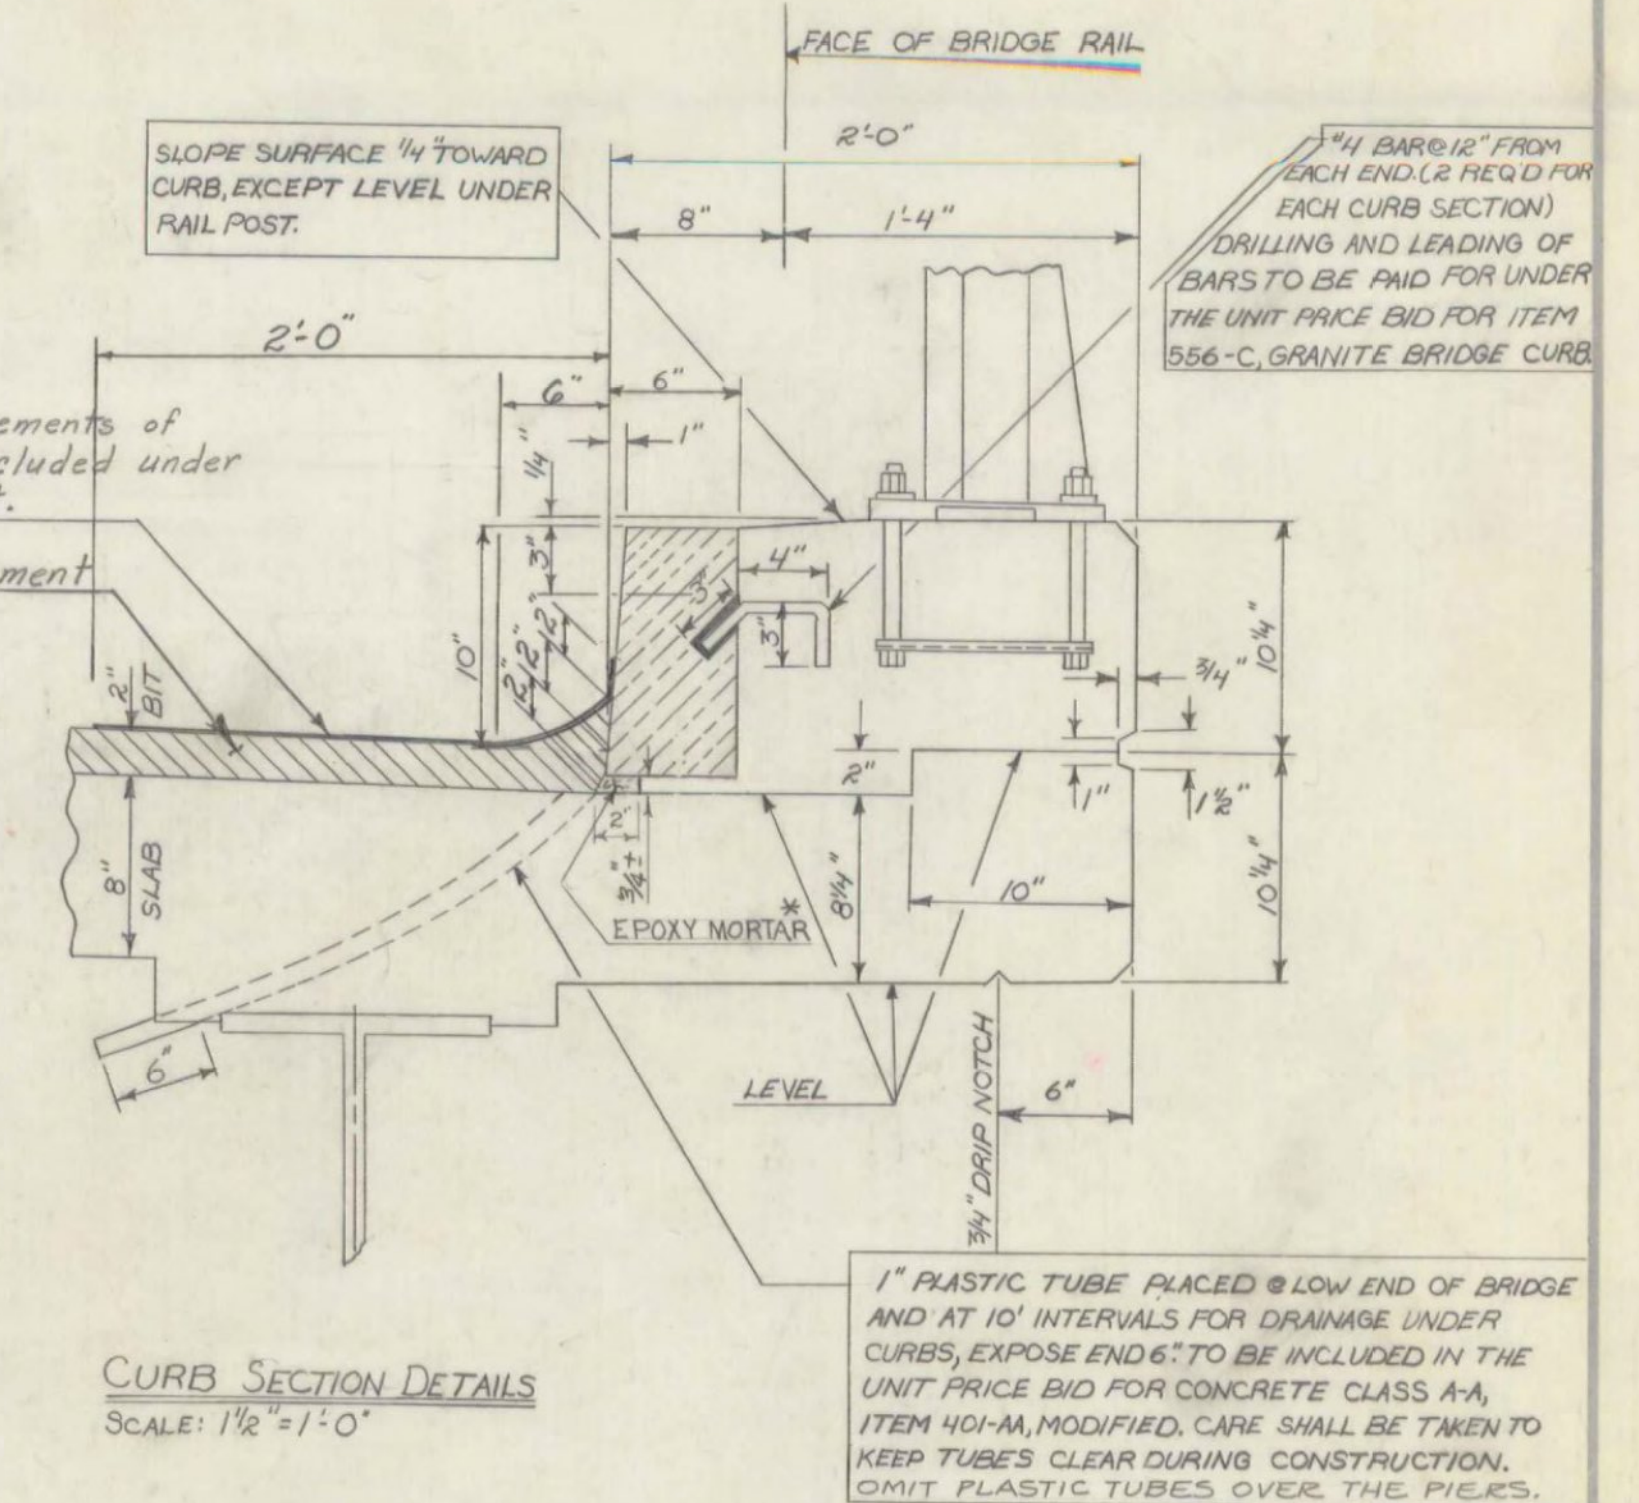 FACE OF BRIDGE RAIL
2'-0"
SLOPE SURFACE 1/4" TOWARD
CURB, EXCEPT LEVEL UNDER
RAIL POST.
#4 BAR @ 12" FROM
EACH END. (2 REQ'D FOR
EACH CURB SECTION)
DRILLING AND LEADING OF
BARS TO BE PAID FOR UNDER
THE UNIT PRICE BID FOR ITEM
556-C, GRANITE BRIDGE CURB.
8"
1'-4"
2'-0"
6"
6"
1"
1/4"
ements of
cluded under
ment
3"
4"
3"
3"
10"
2"
2"
2"
2" BIT
10 1/4"
3/4"
2"
1"
1 1/2"
8" SLAB
2"
3/4" ±
EPOXY MORTAR*
8 1/4"
10"
10 1/4"
6"
LEVEL
3/4" DRIP NOTCH
6"
1" PLASTIC TUBE PLACED @ LOW END OF BRIDGE
AND AT 10' INTERVALS FOR DRAINAGE UNDER
CURBS, EXPOSE END 6". TO BE INCLUDED IN THE
UNIT PRICE BID FOR CONCRETE CLASS A-A,
ITEM 401-AA, MODIFIED. CARE SHALL BE TAKEN TO
KEEP TUBES CLEAR DURING CONSTRUCTION.
OMIT PLASTIC TUBES OVER THE PIERS.
CURB SECTION DETAILS
SCALE: 1 1/2" = 1'-0"